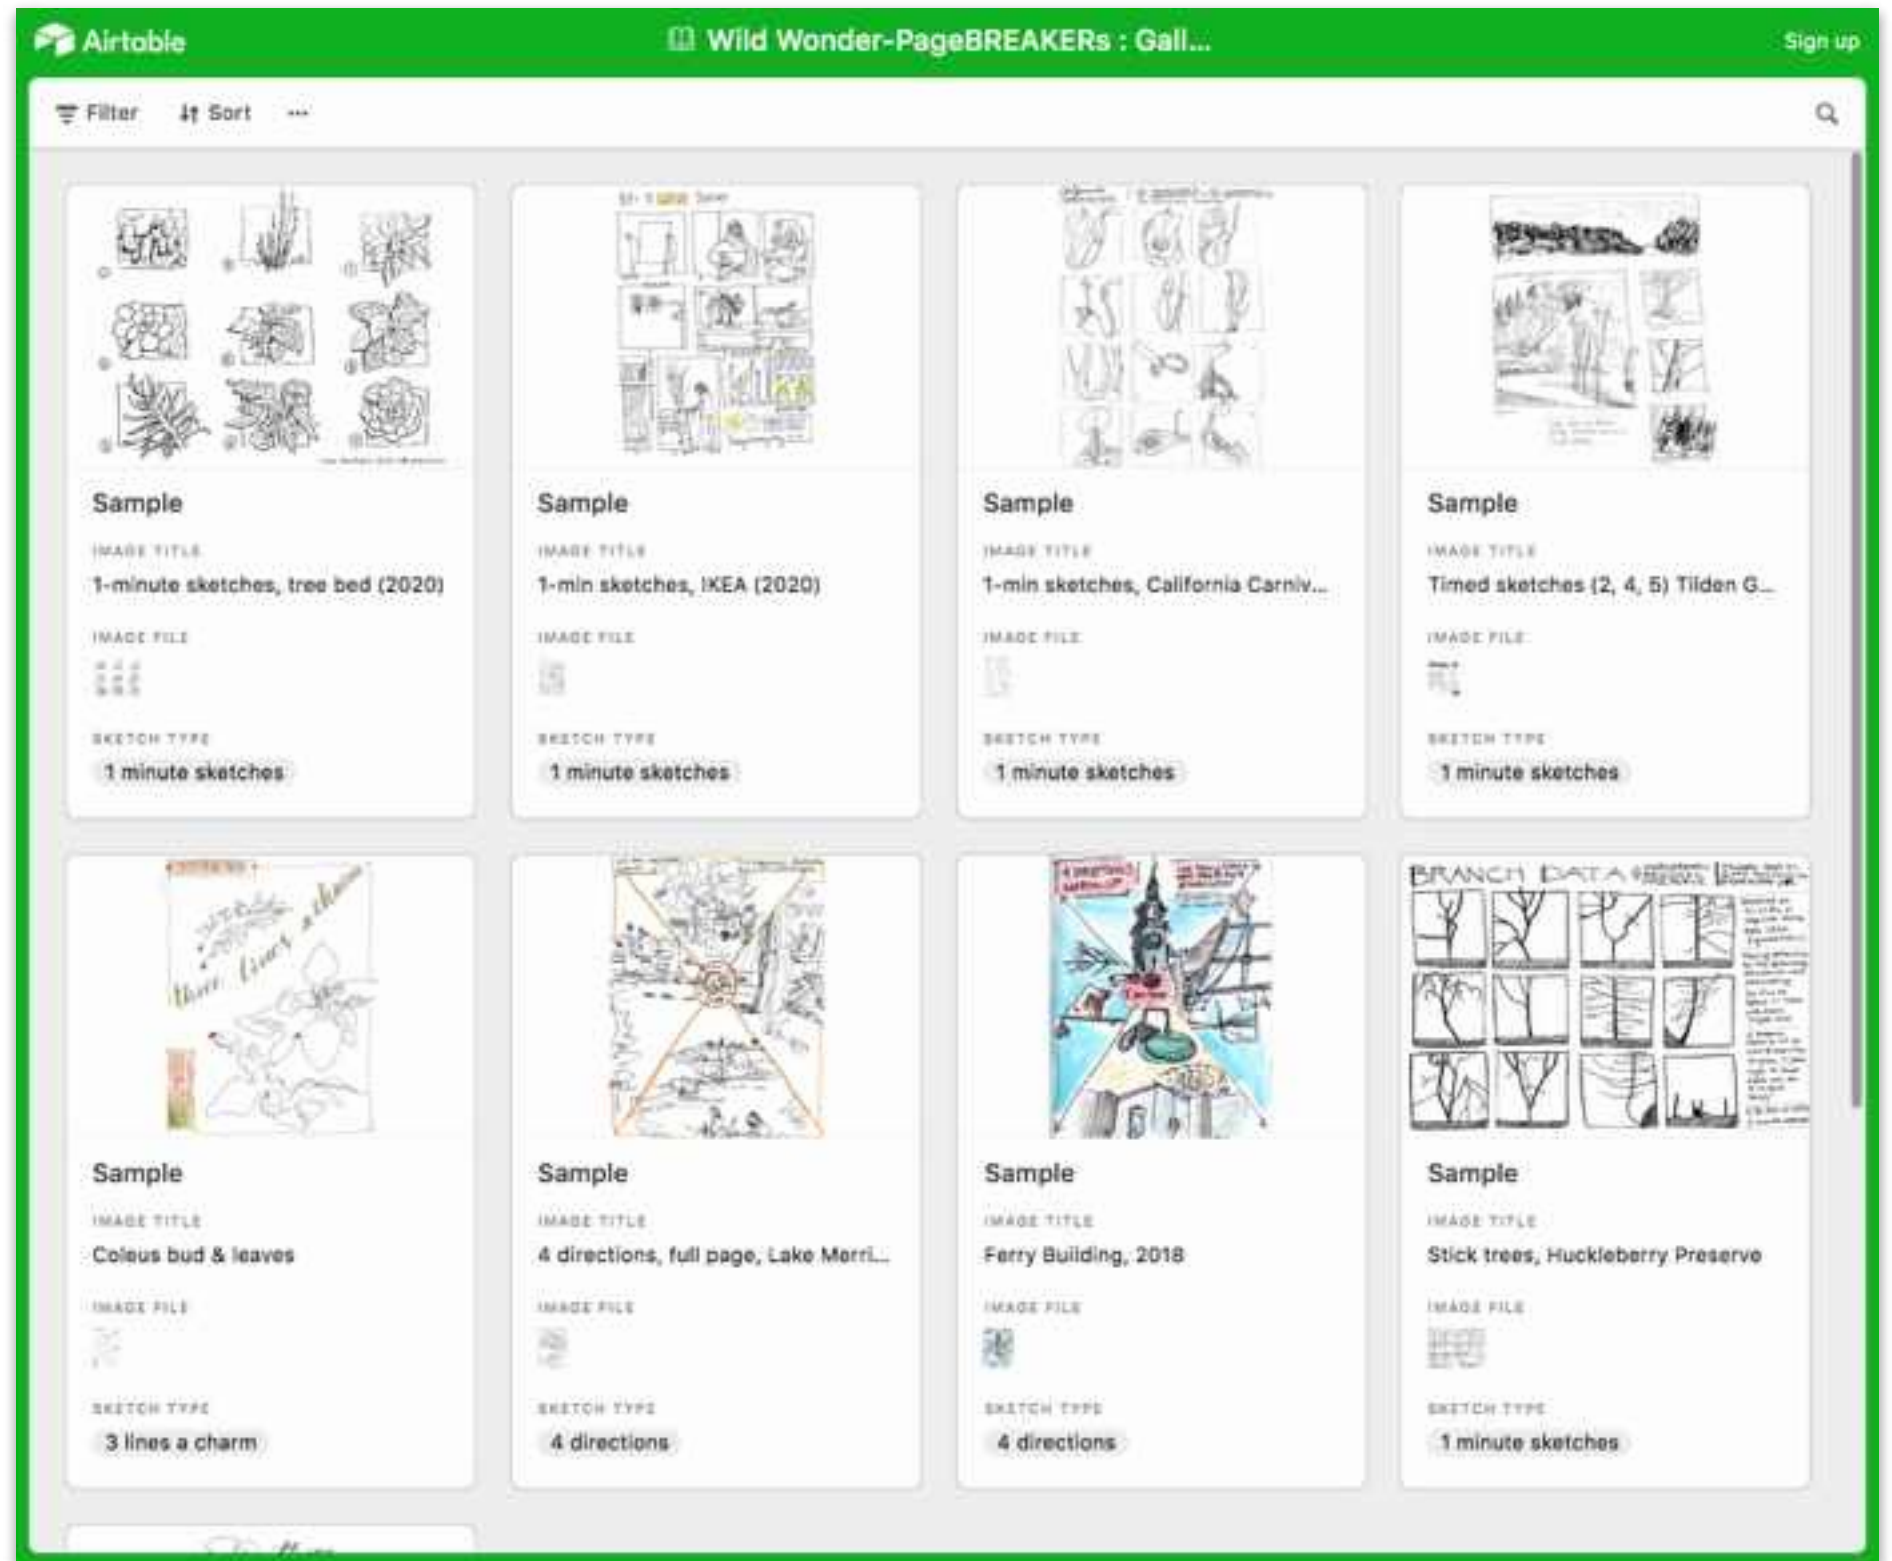 Airtable
Wild Wonder-PageBREAKERs : Gall...
Sign up
Filter
Sort
Sample
IMAGE TITLE
1-minute sketches, tree bed (2020)
IMAGE FILE
SKETCH TYPE
1 minute sketches
Sample
IMAGE TITLE
1-min sketches, IKEA (2020)
IMAGE FILE
SKETCH TYPE
1 minute sketches
Sample
IMAGE TITLE
1-min sketches, California Carniv...
IMAGE FILE
SKETCH TYPE
1 minute sketches
Sample
IMAGE TITLE
Timed sketches (2, 4, 5) Tilden G...
IMAGE FILE
SKETCH TYPE
1 minute sketches
three lines a charm
Sample
IMAGE TITLE
Coleus bud & leaves
IMAGE FILE
SKETCH TYPE
3 lines a charm
Sample
IMAGE TITLE
4 directions, full page, Lake Merri...
IMAGE FILE
SKETCH TYPE
4 directions
4 DIRECTIONS
Sample
IMAGE TITLE
Ferry Building, 2018
IMAGE FILE
SKETCH TYPE
4 directions
BRANCH DATA
Sample
IMAGE TITLE
Stick trees, Huckleberry Preserve
IMAGE FILE
SKETCH TYPE
1 minute sketches